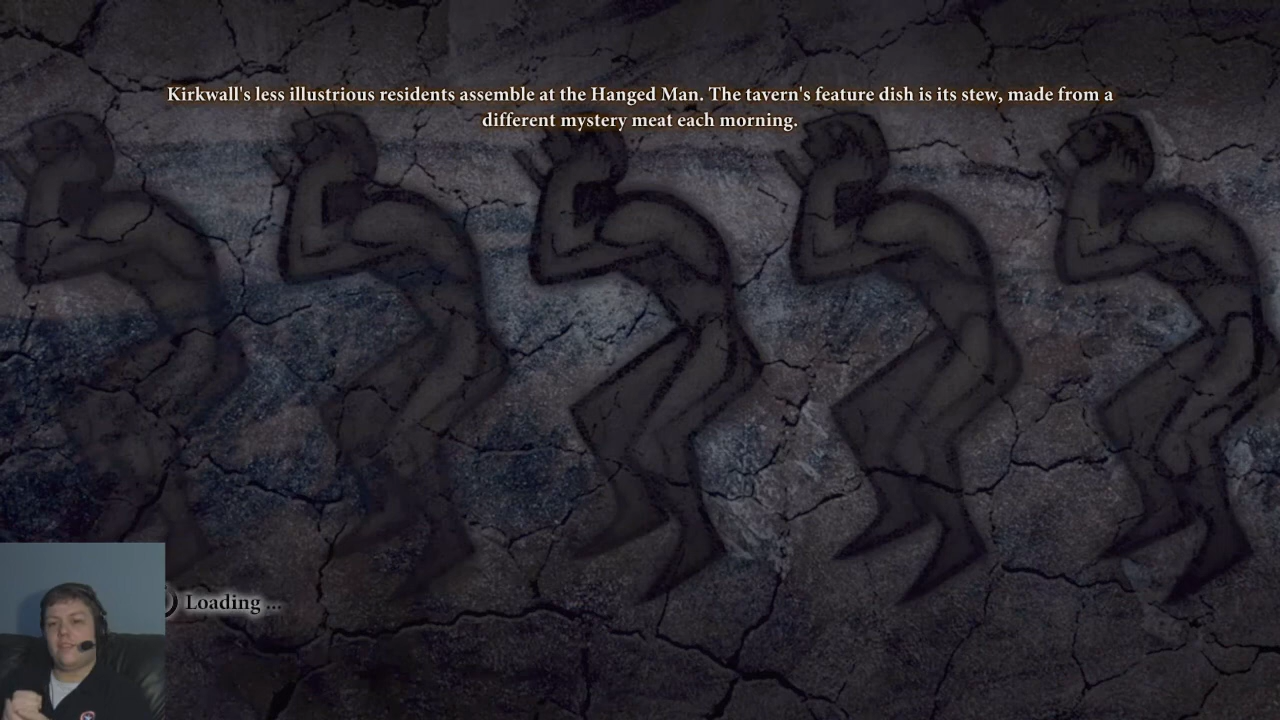 Kirkwall's less illustrious residents assemble at the Hanged Man. The tavern's feature dish is its stew, made from a
different mystery meat each morning.
Loading ...